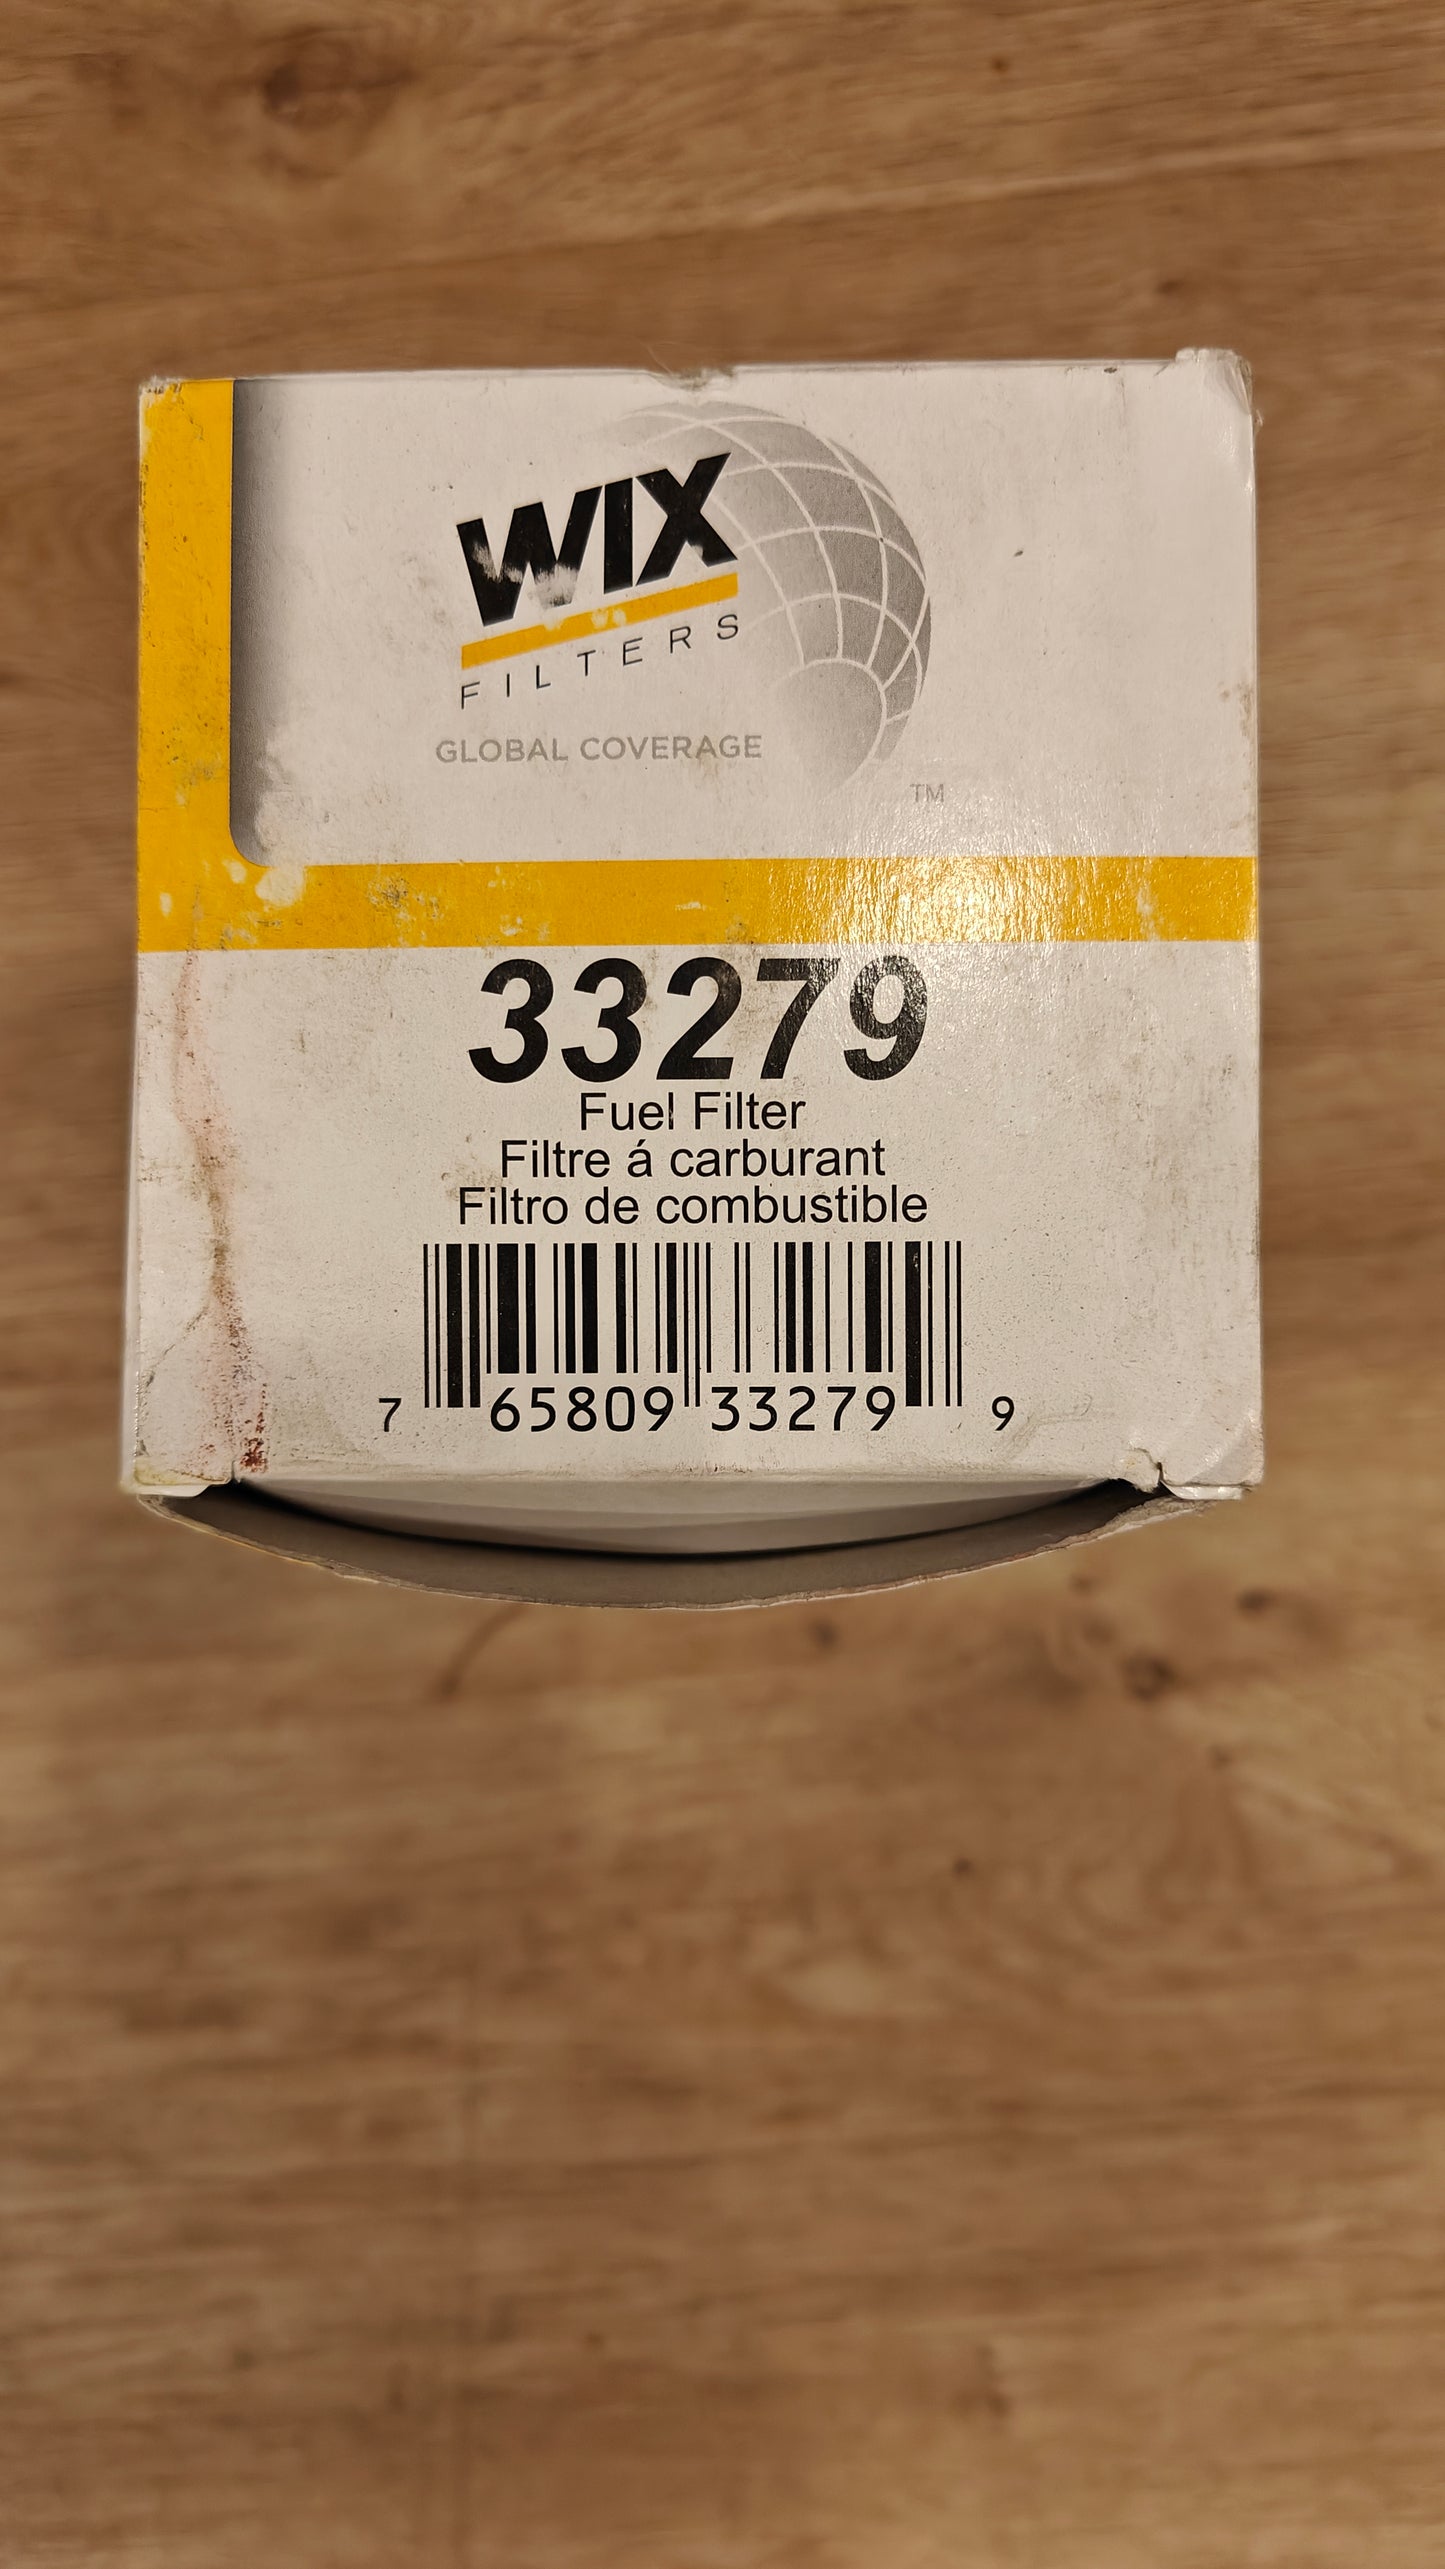 WIX
FILTERS
GLOBAL COVERAGE
TM
33279
Fuel Filter
Filtre á carburant
Filtro de combustible
7 65809 33279 9